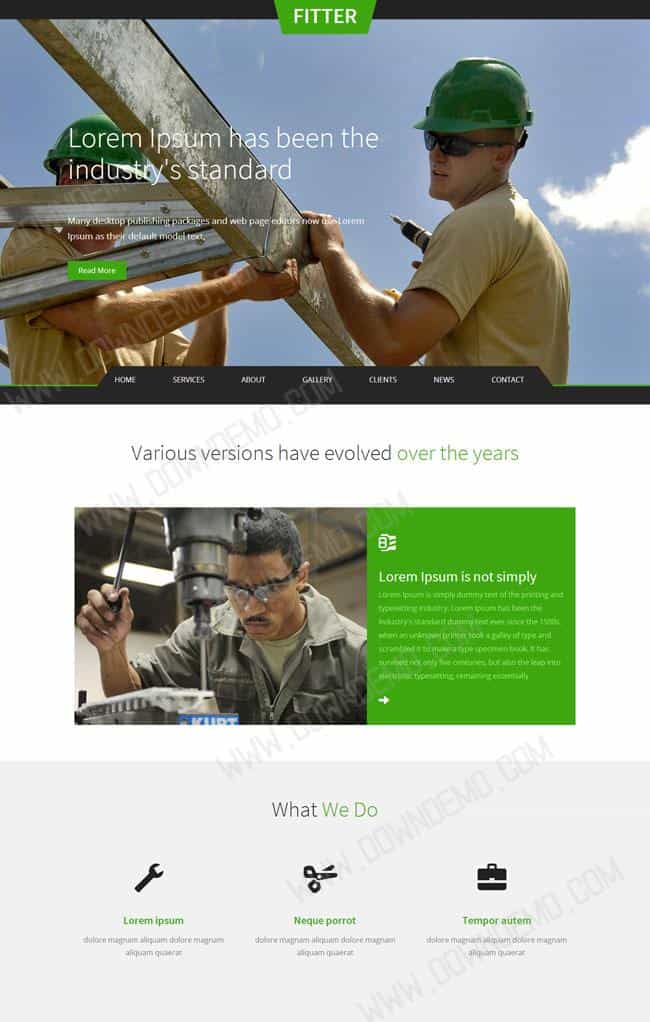 FITTER
Lorem Ipsum has been the
industry's standard
Many desktop publishing packages and web page editors now use Lorem
Ipsum as their default model text,
Read More
HOME SERVICES ABOUT GALLERY CLIENTS NEWS CONTACT
Various versions have evolved over the years
KURT
Lorem Ipsum is not simply
Lorem Ipsum is simply dummy text of the printing and
typesetting industry. Lorem Ipsum has been the
industry's standard dummy text ever since the 1500s,
when an unknown printer took a galley of type and
scrambled it to make a type specimen book. It has
survived not only five centuries, but also the leap into
electronic typesetting, remaining essentially
What We Do
Lorem ipsum
dolore magnam aliquam dolore magnam
aliquam quaerat
Neque porrot
dolore magnam aliquam dolore magnam
aliquam quaerat
Tempor autem
dolore magnam aliquam dolore magnam
aliquam quaerat
WWW.DOWNDEMO.COM
WWW.DOWNDEMO.COM
WWW.DOWNDEMO.COM
WWW.DOWNDEMO.COM
WWW.DOWNDEMO.COM